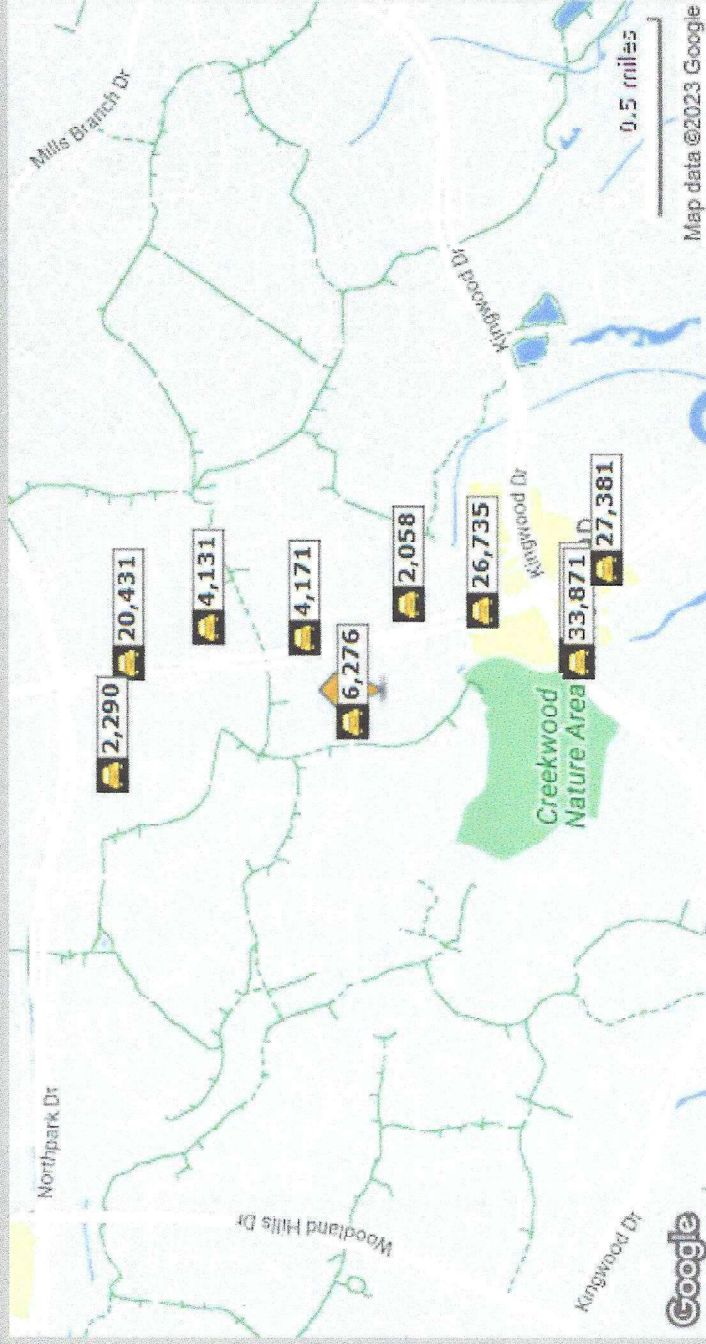 Northpark Dr
Mills Branch Dr
2,290
20,431
4,131
4,171
Woodland Hills Dr
6,276
2,058
26,735
Kingwood Dr
Kingwood Dr
Creekwood
Nature Area
33,871
27,381
Kingwood Dr
0.5 miles
Google
Map data ©2023 Google